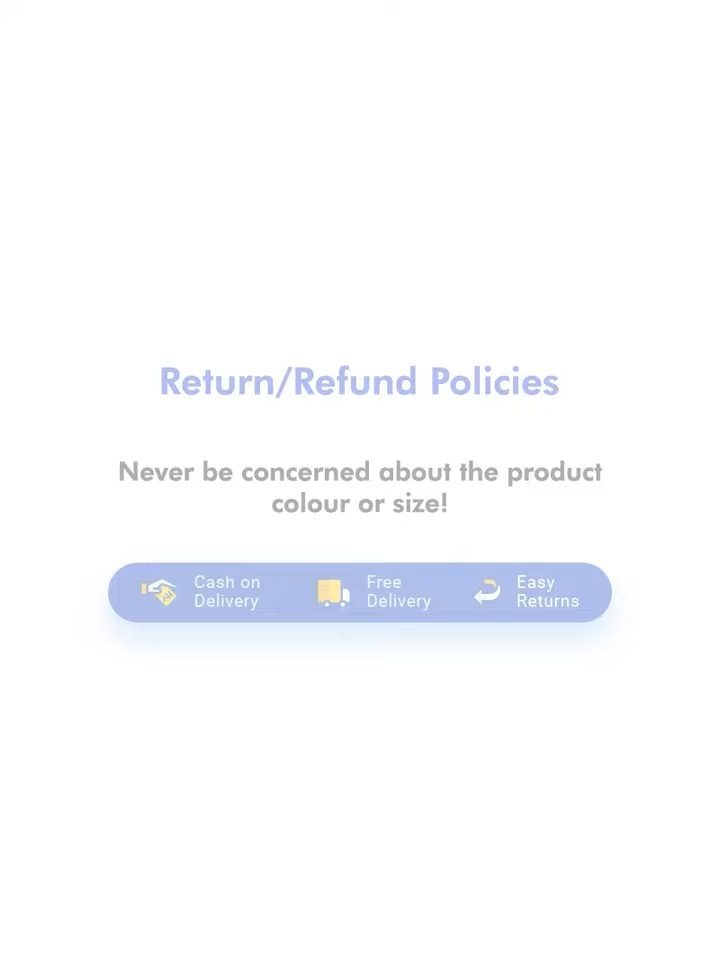 Return/Refund Policies
Never be concerned about the product
colour or size!
Cash on
Delivery
Free
Delivery
Easy
Returns